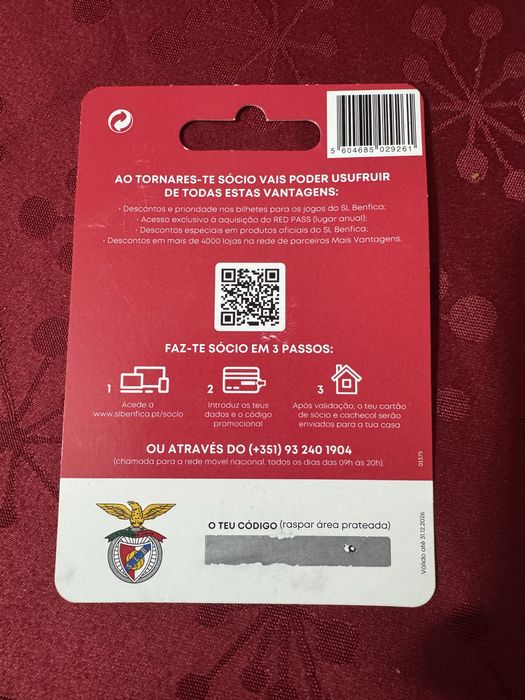 5 604685 029261
AO TORNARES-TE SÓCIO VAIS PODER USUFRUIR
DE TODAS ESTAS VANTAGENS:
· Descontos e prioridade nos bilhetes para os jogos do SL Benfica;
· Acesso exclusivo à aquisição do RED PASS (lugar anual);
· Descontos especiais em produtos oficiais do SL Benfica;
· Descontos em mais de 4000 lojas na rede de parceiros Mais Vantagens.
FAZ-TE SÓCIO EM 3 PASSOS:
1
Acede a
www.slbenfica.pt/socio
2
Introduz os teus
dados e o código
promocional
3
Após validação, o teu cartão
de sócio e cachecol serão
enviados para a tua casa
OU ATRAVÉS DO (+351) 93 240 1904
(chamada para a rede móvel nacional, todos os dias das 09h às 20h).
01575
O TEU CÓDIGO (raspar área prateada)
Válido até 31.12.2026